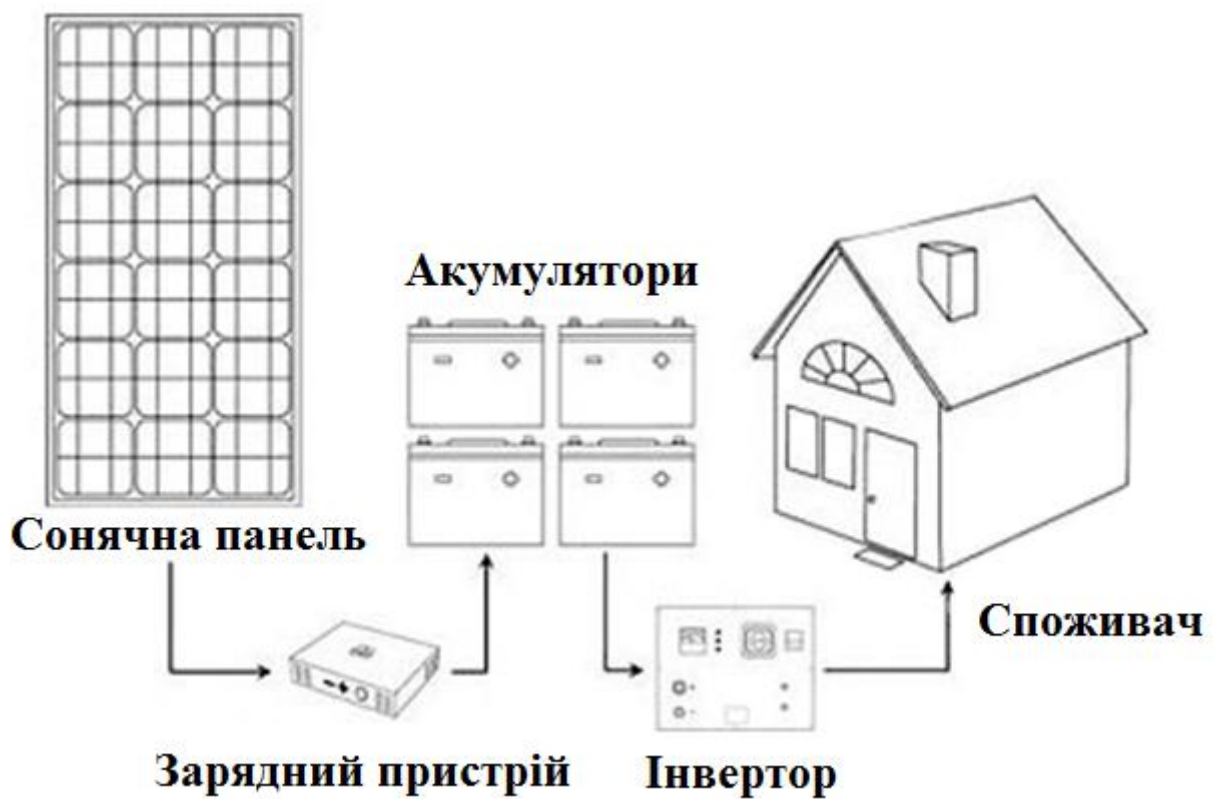 Акумулятори
Сонячна панель
Споживач
Зарядний пристрій
Інвертор